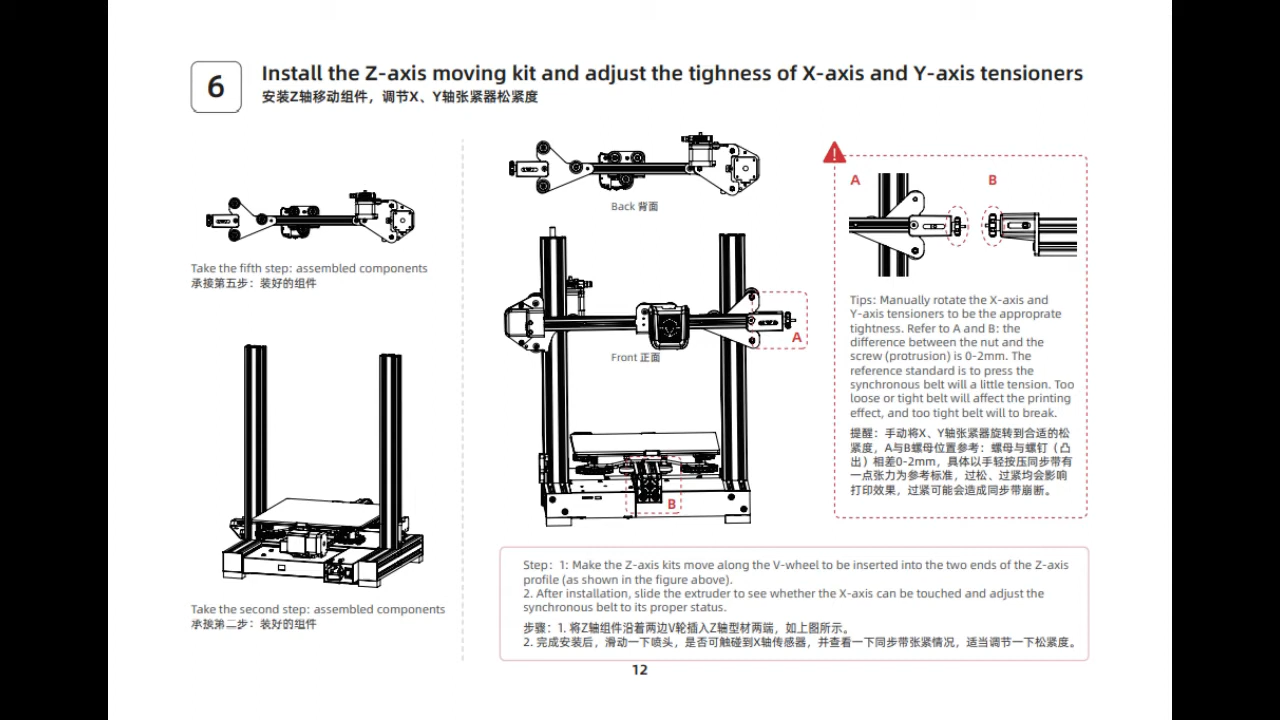 6
Install the Z-axis moving kit and adjust the tighness of X-axis and Y-axis tensioners
安装Z轴移动组件，调节X、Y轴张紧器松紧度
Take the fifth step: assembled components
承接第五步：装好的组件
Take the second step: assembled components
承接第二步：装好的组件
Back 背面
Front 正面
A
B
A
B
Tips: Manually rotate the X-axis and
Y-axis tensioners to be the approprate
tightness. Refer to A and B: the
difference between the nut and the
screw (protrusion) is 0-2mm. The
reference standard is to press the
synchronous belt will a little tension. Too
loose or tight belt will affect the printing
effect, and too tight belt will to break.
提醒：手动将X、Y轴张紧器旋转到合适的松
紧度，A与B螺母位置参考：螺母与螺钉（凸
出）相差0-2mm，具体以手轻按压同步带有
一点张力为参考标准，过松、过紧均会影响
打印效果，过紧可能会造成同步带崩断。
Step：1: Make the Z-axis kits move along the V-wheel to be inserted into the two ends of the Z-axis
profile (as shown in the figure above).
2. After installation, slide the extruder to see whether the X-axis can be touched and adjust the
synchronous belt to its proper status.
步骤：1. 将Z轴组件沿着两边V轮插入Z轴型材两端，如上图所示。
2. 完成安装后，滑动一下喷头，是否可触碰到X轴传感器，并查看一下同步带张紧情况，适当调节一下松紧度。
12